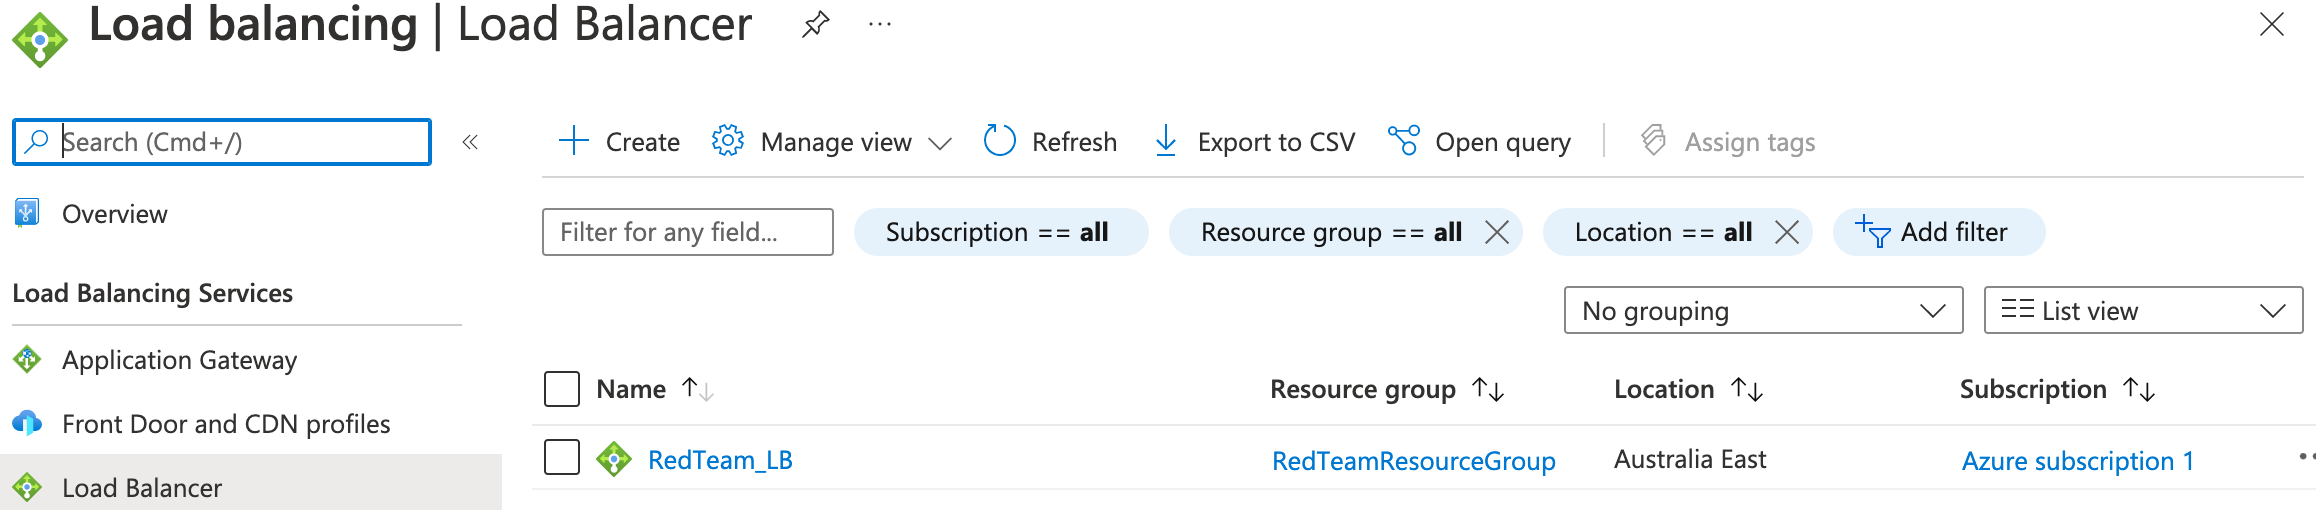 Load balancing | Load Balancer ...
Search (Cmd+/)
«
Overview
Load Balancing Services
Application Gateway
Front Door and CDN profiles
Load Balancer
Create
Manage view
Refresh
Export to CSV
Open query
Assign tags
Filter for any field...
Subscription == all
Resource group == all
Location == all
Add filter
No grouping
List view
Name Resource group Location Subscription
RedTeam_LB RedTeamResourceGroup Australia East Azure subscription 1